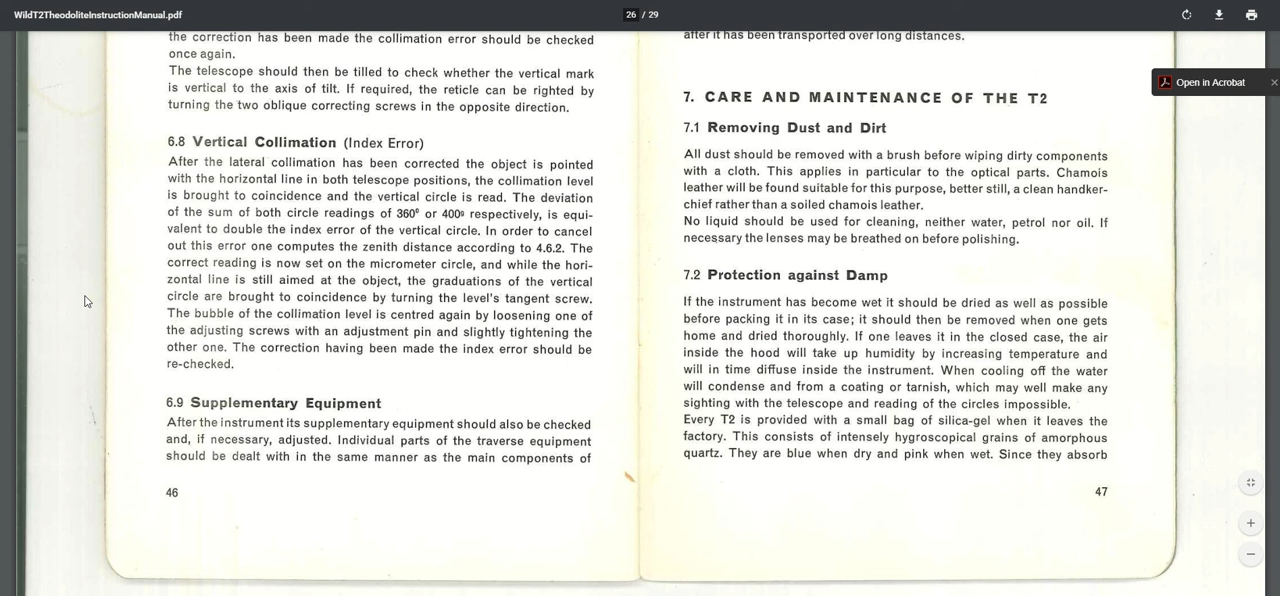 WildT2TheodoliteInstructionManual.pdf
26 / 29
Open in Acrobat
the correction has been made the collimation error should be checked
once again.
The telescope should then be tilled to check whether the vertical mark
is vertical to the axis of tilt. If required, the reticle can be righted by
turning the two oblique correcting screws in the opposite direction.
6.8 Vertical Collimation (Index Error)
After the lateral collimation has been corrected the object is pointed
with the horizontal line in both telescope positions, the collimation level
is brought to coincidence and the vertical circle is read. The deviation
of the sum of both circle readings of 360° or 400ᵍ respectively, is equi-
valent to double the index error of the vertical circle. In order to cancel
out this error one computes the zenith distance according to 4.6.2. The
correct reading is now set on the micrometer circle, and while the hori-
zontal line is still aimed at the object, the graduations of the vertical
circle are brought to coincidence by turning the level's tangent screw.
The bubble of the collimation level is centred again by loosening one of
the adjusting screws with an adjustment pin and slightly tightening the
other one. The correction having been made the index error should be
re-checked.
6.9 Supplementary Equipment
After the instrument its supplementary equipment should also be checked
and, if necessary, adjusted. Individual parts of the traverse equipment
should be dealt with in the same manner as the main components of
46
after it has been transported over long distances.
7. CARE AND MAINTENANCE OF THE T2
7.1 Removing Dust and Dirt
All dust should be removed with a brush before wiping dirty components
with a cloth. This applies in particular to the optical parts. Chamois
leather will be found suitable for this purpose, better still, a clean handker-
chief rather than a soiled chamois leather.
No liquid should be used for cleaning, neither water, petrol nor oil. If
necessary the lenses may be breathed on before polishing.
7.2 Protection against Damp
If the instrument has become wet it should be dried as well as possible
before packing it in its case; it should then be removed when one gets
home and dried thoroughly. If one leaves it in the closed case, the air
inside the hood will take up humidity by increasing temperature and
will in time diffuse inside the instrument. When cooling off the water
will condense and from a coating or tarnish, which may well make any
sighting with the telescope and reading of the circles impossible.
Every T2 is provided with a small bag of silica-gel when it leaves the
factory. This consists of intensely hygroscopical grains of amorphous
quartz. They are blue when dry and pink when wet. Since they absorb
47